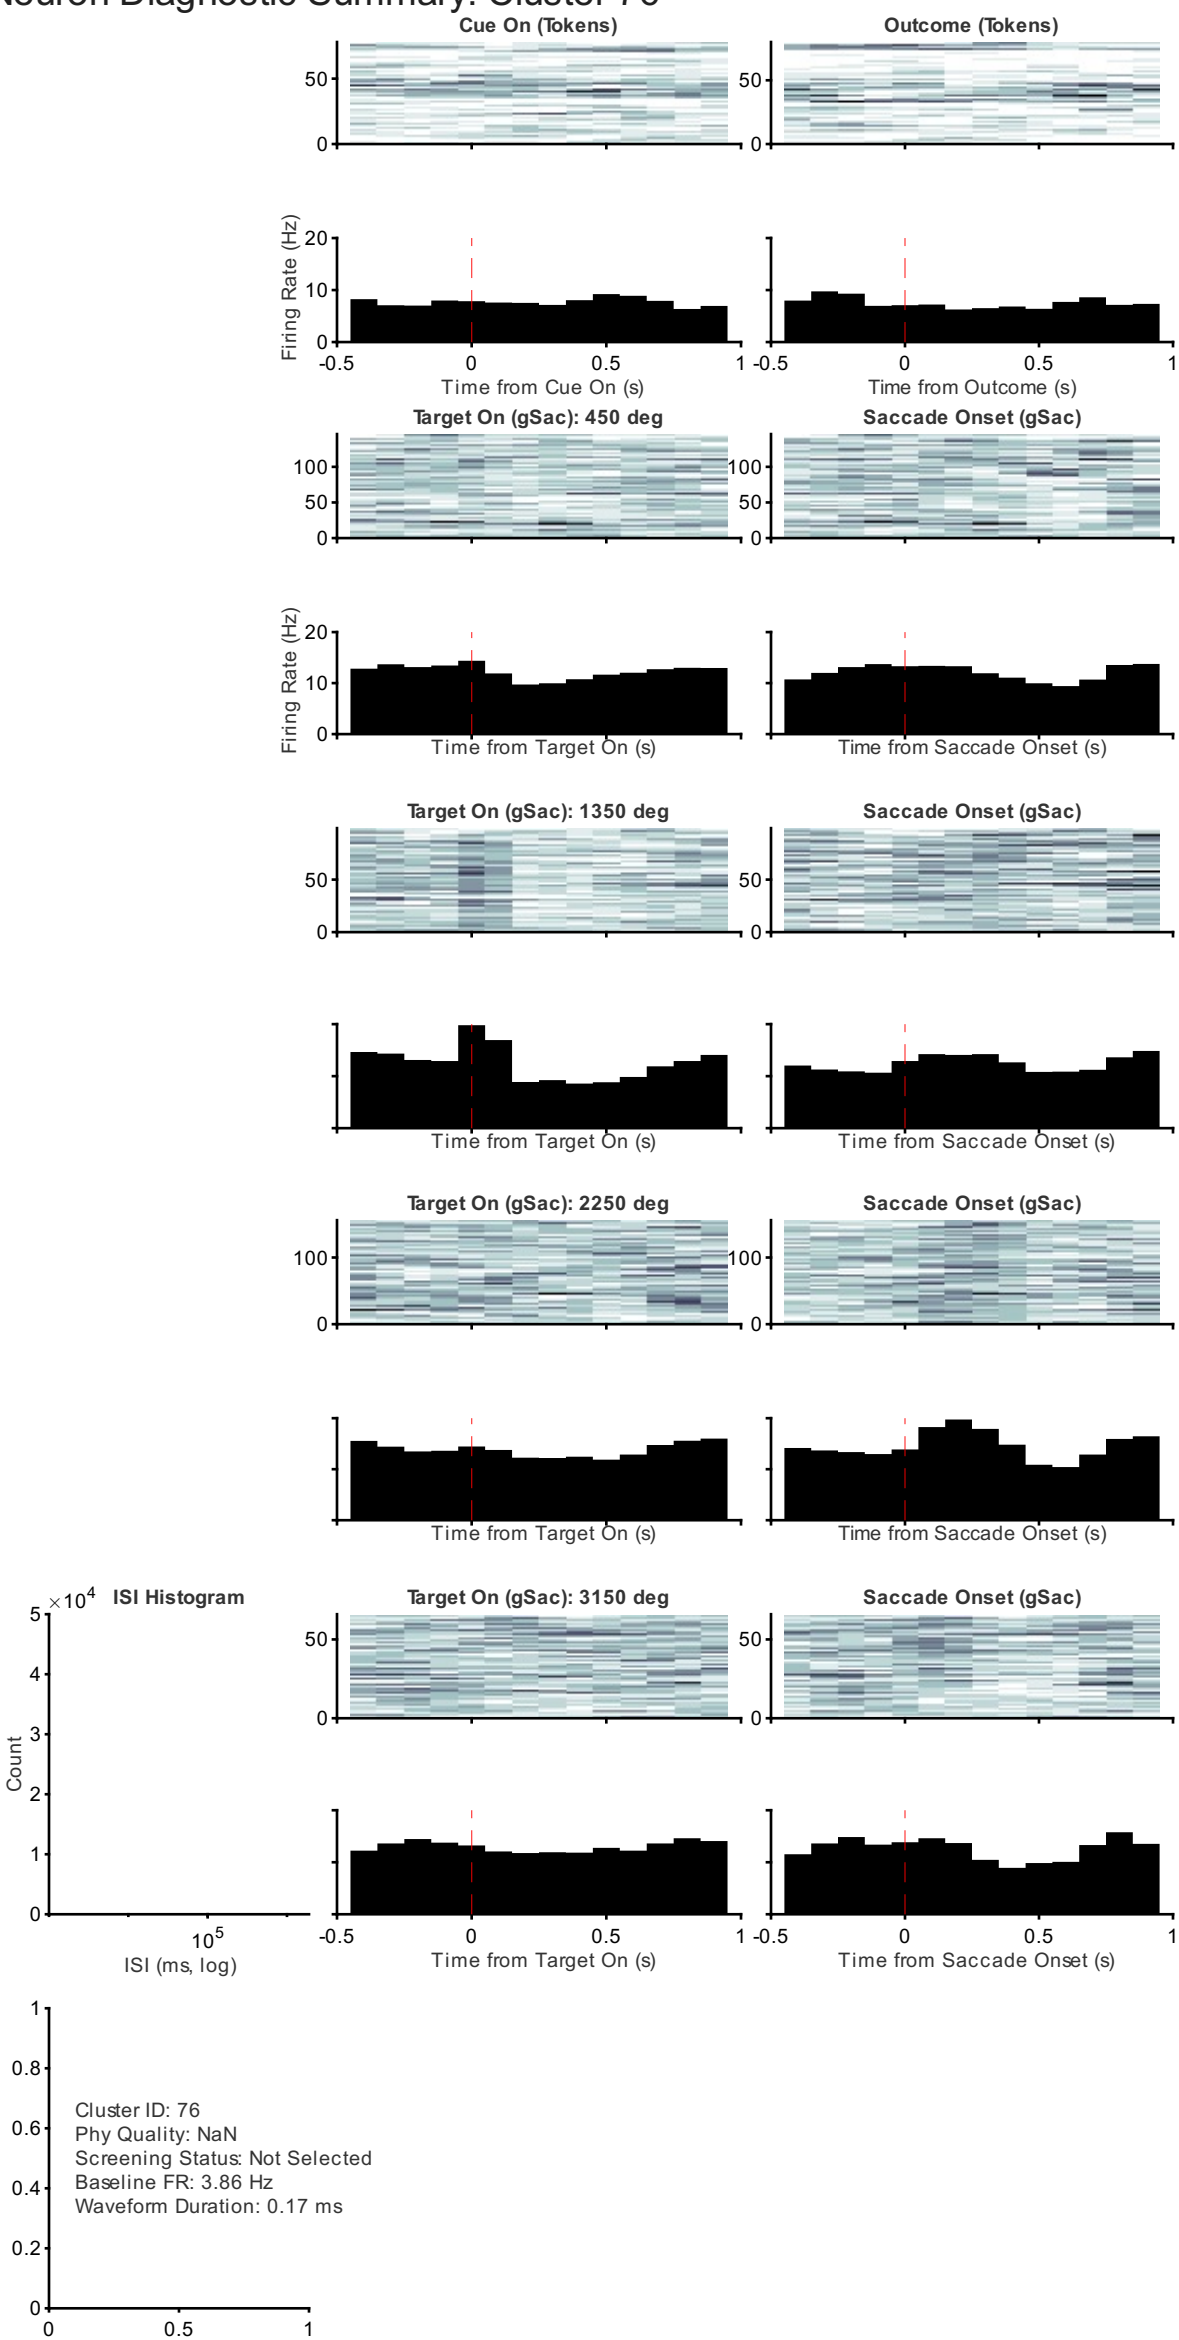 Neuron Diagnostic Summary: Cluster 76
Cue On (Tokens)
Outcome (Tokens)
50
0
50
0
Firing Rate (Hz)
20
10
0
-0.5
0
0.5
1
-0.5
0
0.5
1
Time from Cue On (s)
Time from Outcome (s)
Target On (gSac): 450 deg
Saccade Onset (gSac)
100
50
0
100
50
0
Firing Rate (Hz)
20
10
0
Time from Target On (s)
Time from Saccade Onset (s)
Target On (gSac): 1350 deg
Saccade Onset (gSac)
50
0
50
0
Time from Target On (s)
Time from Saccade Onset (s)
Target On (gSac): 2250 deg
Saccade Onset (gSac)
100
0
100
0
Time from Target On (s)
Time from Saccade Onset (s)
×10⁴
ISI Histogram
Target On (gSac): 3150 deg
Saccade Onset (gSac)
5
4
3
2
1
0
Count
10⁵
ISI (ms, log)
50
0
50
0
-0.5
0
0.5
1
-0.5
0
0.5
1
Time from Target On (s)
Time from Saccade Onset (s)
1
0.8
0.6
0.4
0.2
0
Cluster ID: 76
Phy Quality: NaN
Screening Status: Not Selected
Baseline FR: 3.86 Hz
Waveform Duration: 0.17 ms
0
0.5
1